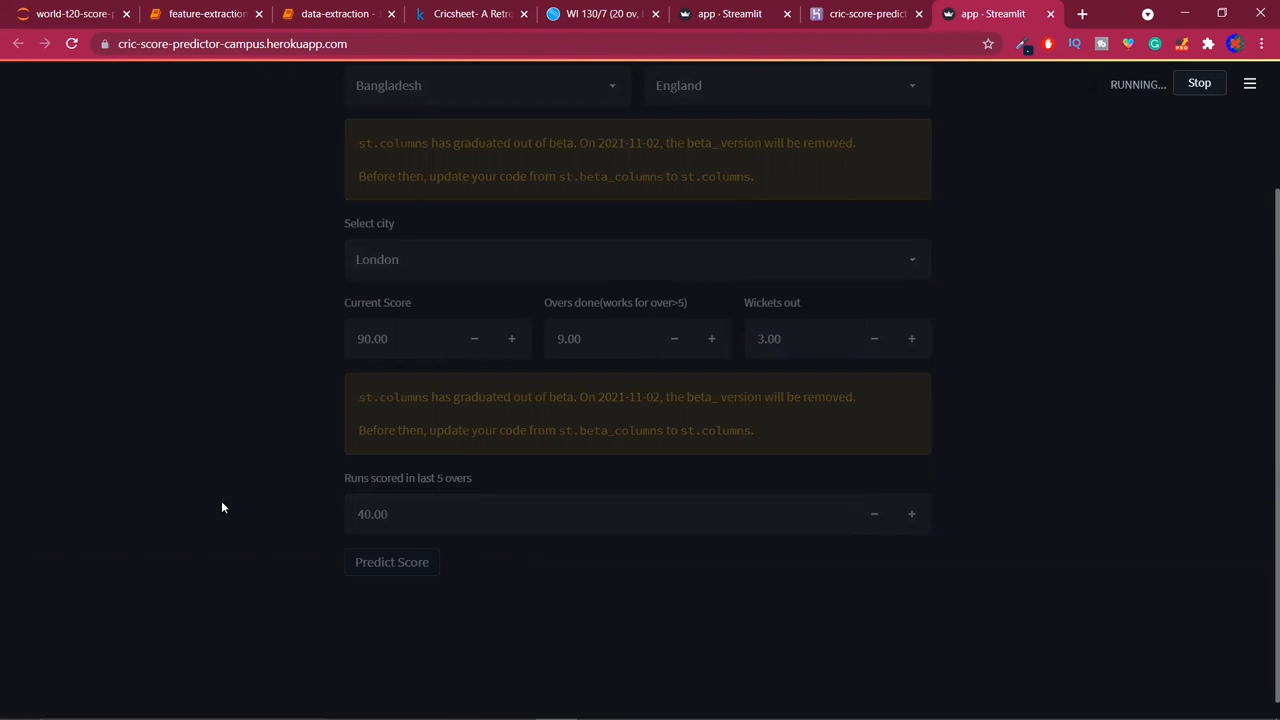 world-t20-score-p
feature-extraction
data-extraction - J
Cricsheet- A Retro
WI 130/7 (20 ov,
app · Streamlit
cric-score-predict
app · Streamlit
cric-score-predictor-campus.herokuapp.com
RUNNING...
Stop
Bangladesh
England
st.columns has graduated out of beta. On 2021-11-02, the beta_ version will be removed.
Before then, update your code from st.beta_columns to st.columns.
Select city
London
Current Score
Overs done(works for over>5)
Wickets out
90.00
9.00
3.00
st.columns has graduated out of beta. On 2021-11-02, the beta_ version will be removed.
Before then, update your code from st.beta_columns to st.columns.
Runs scored in last 5 overs
40.00
Predict Score